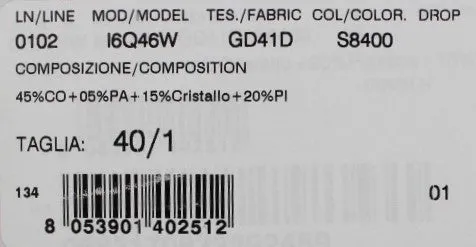 LN/LINE MOD/MODEL TES./FABRIC COL/COLOR. DROP
0102 I6Q46W GD41D S8400
COMPOSIZIONE/COMPOSITION
45%CO+05%PA+15%Cristallo+20%PI
TAGLIA: 40/1
134 01
8 053901 402512